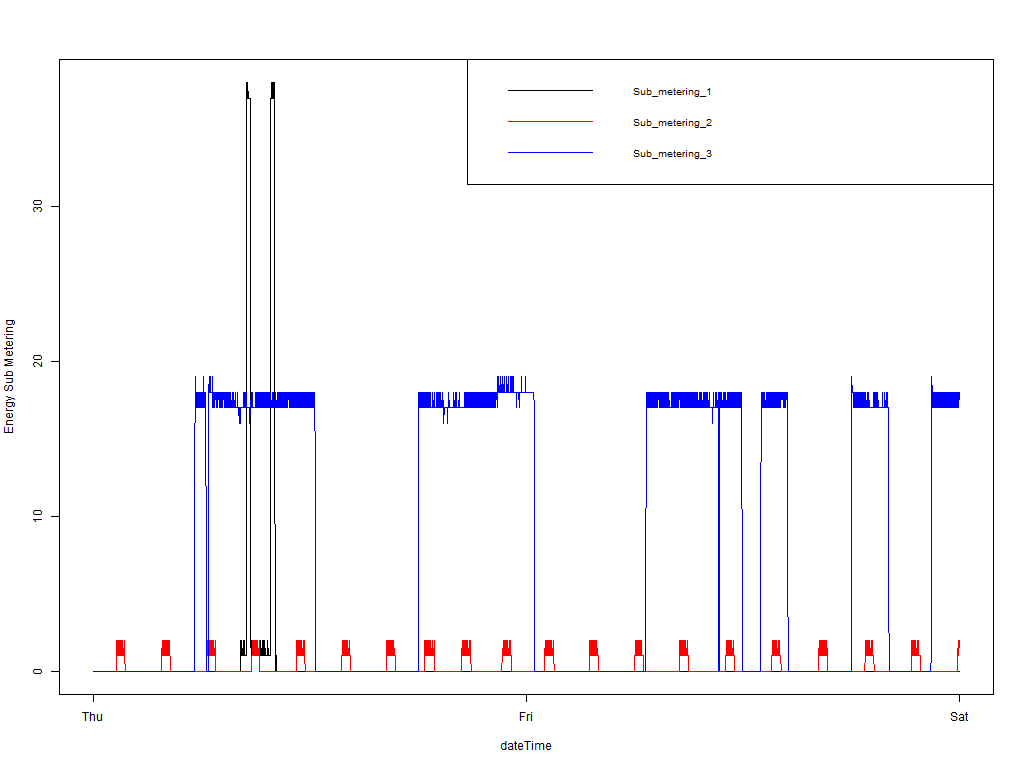 Sub_metering_1
Sub_metering_2
Sub_metering_3
Energy Sub Metering
30
20
10
0
Thu
Fri
Sat
dateTime